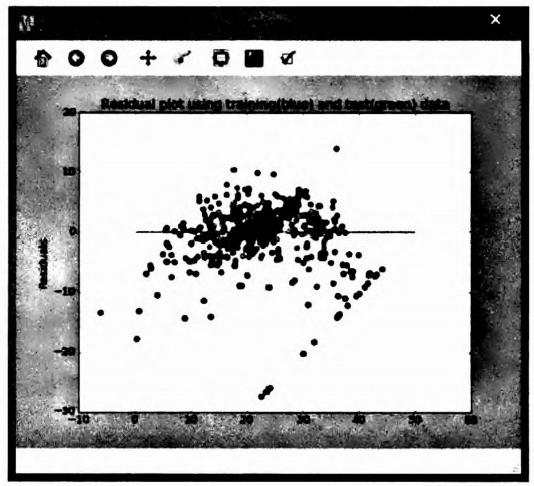 ×
Residual plot using training(blue) and test(green) data
20
10
0
Residuals
-10
-20
-30
-10 0 10 20 30 40 50 60